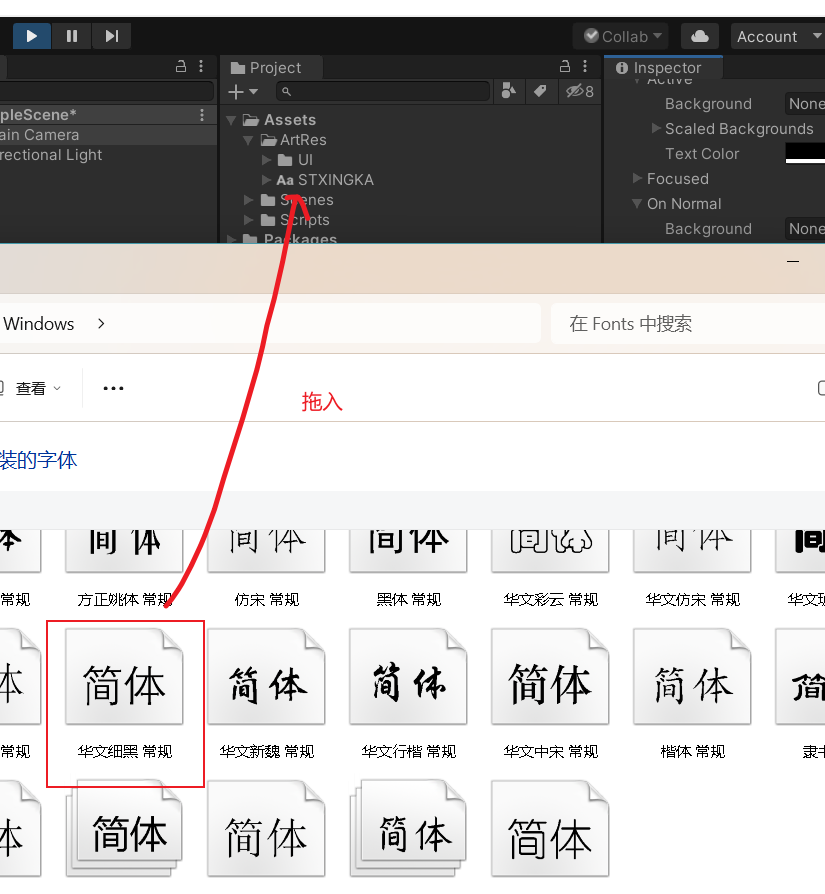 Collab
Account
Project
Inspector
8
pleScene*
ain Camera
rectional Light
Assets
ArtRes
UI
Aa STXINGKA
Scenes
Scripts
Packages
Active
Background
None
Scaled Backgrounds
Text Color
Focused
On Normal
Background
None
Windows
在 Fonts 中搜索
查看
拖入
装的字体
简体
简体
简体
简体
常规
方正姚体 常规
仿宋 常规
黑体 常规
华文彩云 常规
华文仿宋 常规
华文
体
简体
简体
简体
简体
简体
常规
华文细黑 常规
华文新魏 常规
华文行楷 常规
华文中宋 常规
楷体 常规
隶书
体
简体
简体
简体
简体